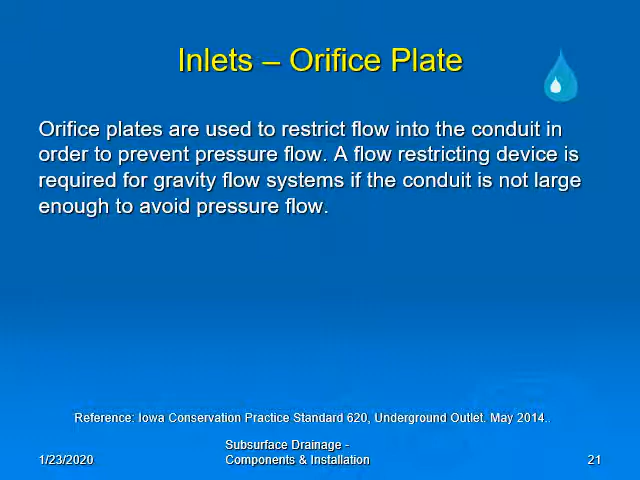 Inlets – Orifice Plate
Orifice plates are used to restrict flow into the conduit in
order to prevent pressure flow. A flow restricting device is
required for gravity flow systems if the conduit is not large
enough to avoid pressure flow.
Reference: Iowa Conservation Practice Standard 620, Underground Outlet. May 2014..
Subsurface Drainage -
Components & Installation
1/23/2020
21